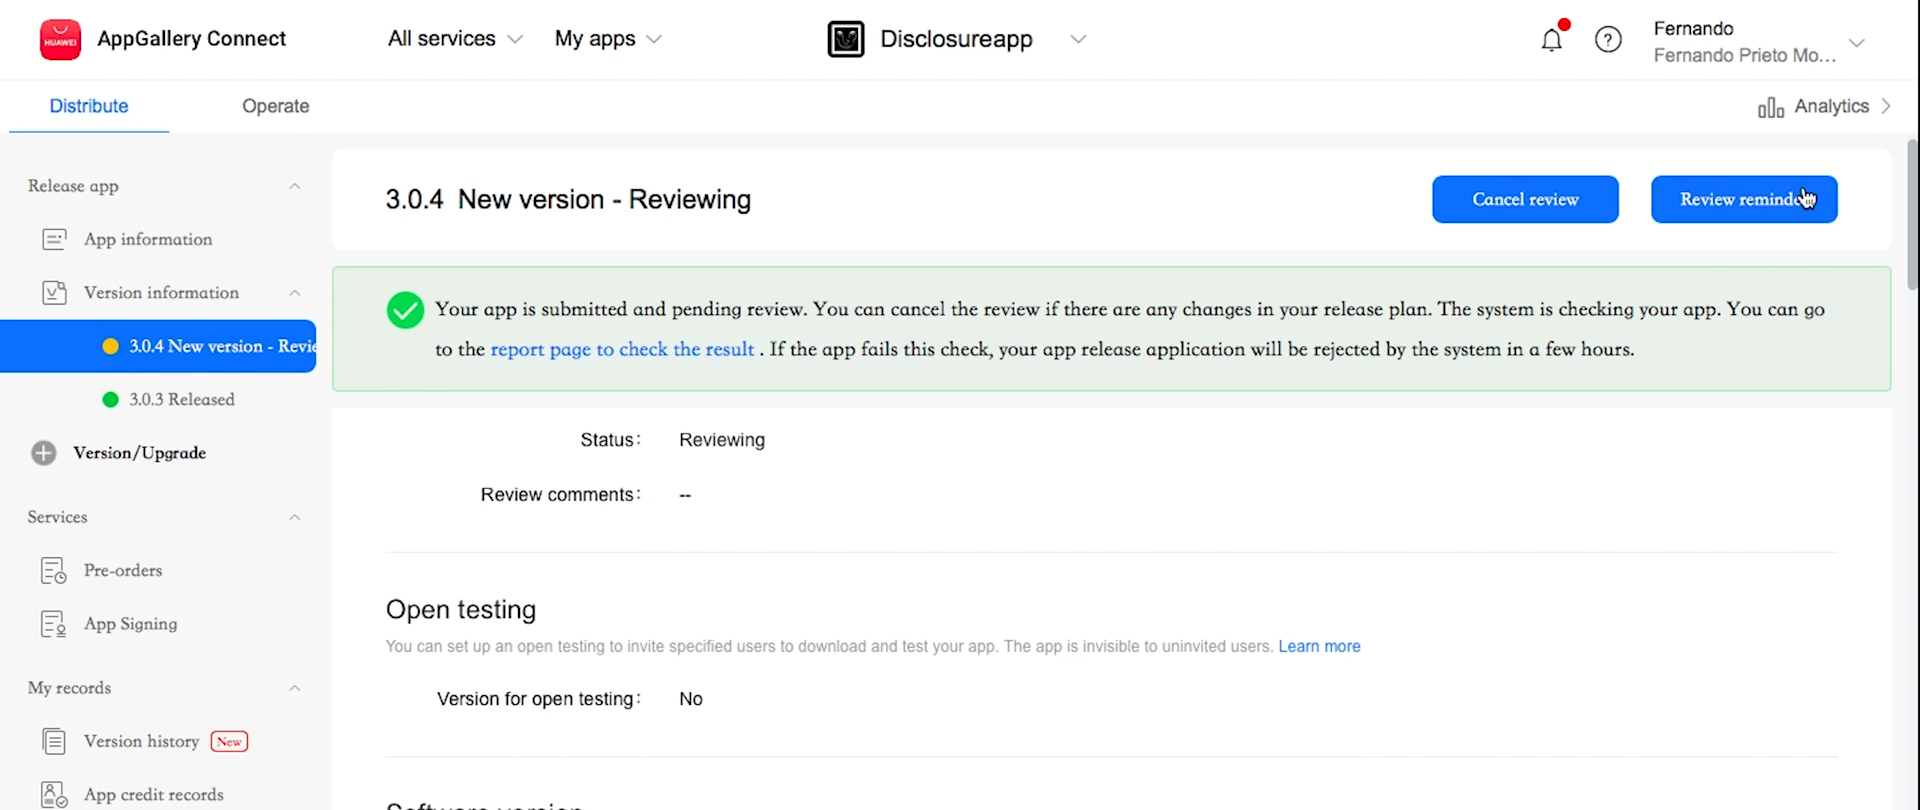 HUAWEI
AppGallery Connect
All services
My apps
Disclosureapp
Fernando
Fernando Prieto Mo...
Distribute
Operate
Analytics
Release app
App information
Version information
3.0.4 New version - Revie
3.0.3 Released
Version/Upgrade
Services
Pre-orders
App Signing
My records
Version history New
App credit records
3.0.4 New version - Reviewing
Cancel review
Review reminde
Your app is submitted and pending review. You can cancel the review if there are any changes in your release plan. The system is checking your app. You can go
to the report page to check the result . If the app fails this check, your app release application will be rejected by the system in a few hours.
Status: Reviewing
Review comments: --
Open testing
You can set up an open testing to invite specified users to download and test your app. The app is invisible to uninvited users. Learn more
Version for open testing: No
Software version